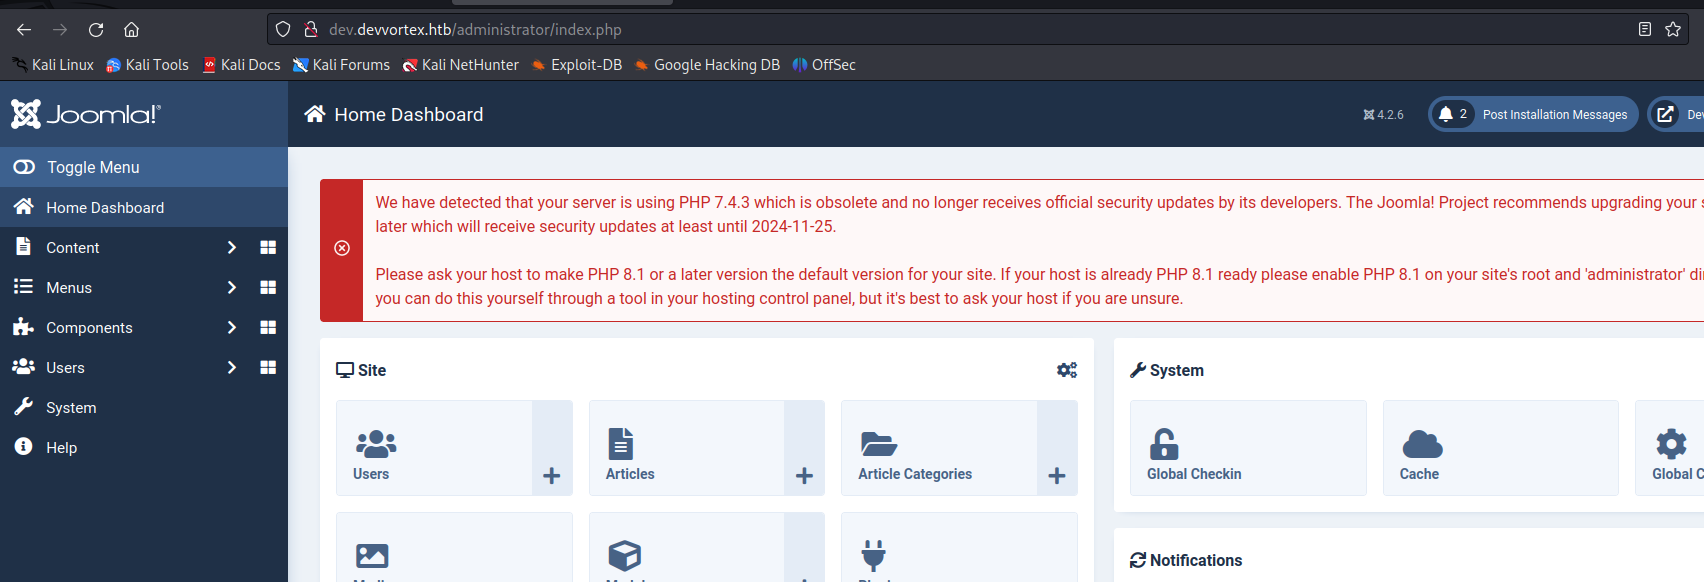 dev.devvortex.htb/administrator/index.php
Kali Linux Kali Tools Kali Docs Kali Forums Kali NetHunter Exploit-DB Google Hacking DB OffSec
Joomla!®
Home Dashboard
4.2.6
2 Post Installation Messages
Toggle Menu
Home Dashboard
Content
Menus
Components
Users
System
Help
We have detected that your server is using PHP 7.4.3 which is obsolete and no longer receives official security updates by its developers. The Joomla! Project recommends upgrading your
later which will receive security updates at least until 2024-11-25.
Please ask your host to make PHP 8.1 or a later version the default version for your site. If your host is already PHP 8.1 ready please enable PHP 8.1 on your site's root and 'administrator'
you can do this yourself through a tool in your hosting control panel, but it's best to ask your host if you are unsure.
Site
Users
Articles
Article Categories
System
Global Checkin
Cache
Global
Notifications